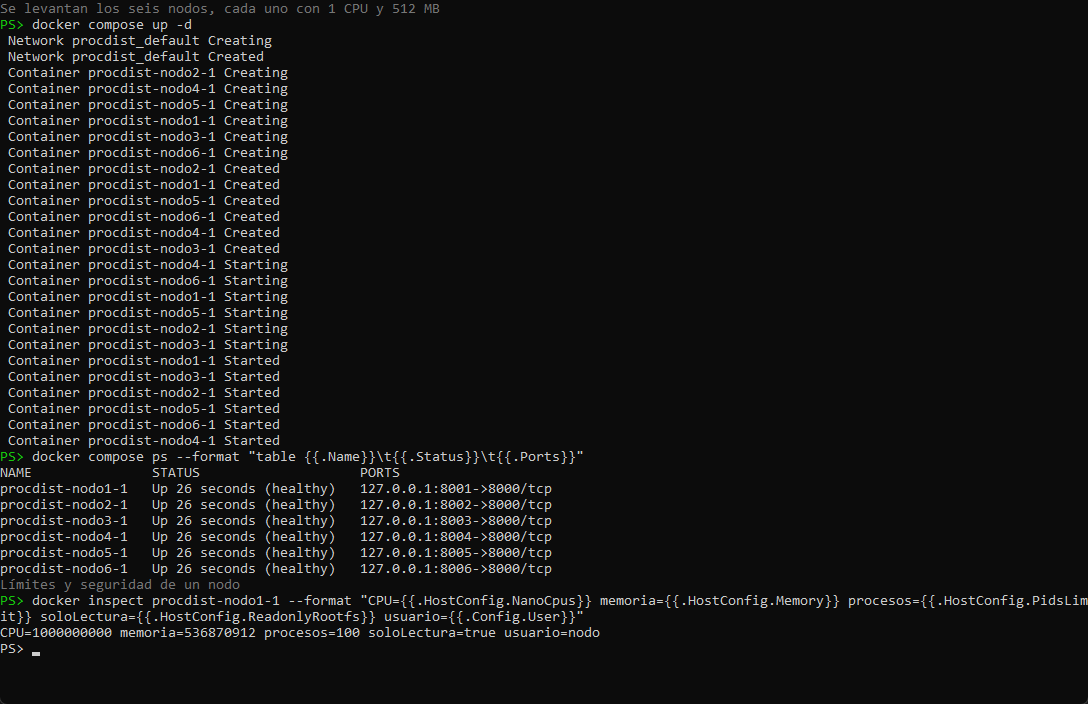 Se levantan los seis nodos, cada uno con 1 CPU y 512 MB
PS> docker compose up -d
Network procdist_default Creating
Network procdist_default Created
Container procdist-nodo2-1 Creating
Container procdist-nodo4-1 Creating
Container procdist-nodo5-1 Creating
Container procdist-nodo1-1 Creating
Container procdist-nodo3-1 Creating
Container procdist-nodo6-1 Creating
Container procdist-nodo2-1 Created
Container procdist-nodo1-1 Created
Container procdist-nodo5-1 Created
Container procdist-nodo6-1 Created
Container procdist-nodo4-1 Created
Container procdist-nodo3-1 Created
Container procdist-nodo4-1 Starting
Container procdist-nodo6-1 Starting
Container procdist-nodo1-1 Starting
Container procdist-nodo5-1 Starting
Container procdist-nodo2-1 Starting
Container procdist-nodo3-1 Starting
Container procdist-nodo1-1 Started
Container procdist-nodo3-1 Started
Container procdist-nodo2-1 Started
Container procdist-nodo5-1 Started
Container procdist-nodo6-1 Started
Container procdist-nodo4-1 Started
PS> docker compose ps --format "table {{.Name}}\t{{.Status}}\t{{.Ports}}"
NAME STATUS PORTS
procdist-nodo1-1 Up 26 seconds (healthy) 127.0.0.1:8001->8000/tcp
procdist-nodo2-1 Up 26 seconds (healthy) 127.0.0.1:8002->8000/tcp
procdist-nodo3-1 Up 26 seconds (healthy) 127.0.0.1:8003->8000/tcp
procdist-nodo4-1 Up 26 seconds (healthy) 127.0.0.1:8004->8000/tcp
procdist-nodo5-1 Up 26 seconds (healthy) 127.0.0.1:8005->8000/tcp
procdist-nodo6-1 Up 26 seconds (healthy) 127.0.0.1:8006->8000/tcp
Límites y seguridad de un nodo
PS> docker inspect procdist-nodo1-1 --format "CPU={{.HostConfig.NanoCpus}} memoria={{.HostConfig.Memory}} procesos={{.HostConfig.PidsLim
it}} soloLectura={{.HostConfig.ReadonlyRootfs}} usuario={{.Config.User}}"
CPU=1000000000 memoria=536870912 procesos=100 soloLectura=true usuario=nodo
PS>